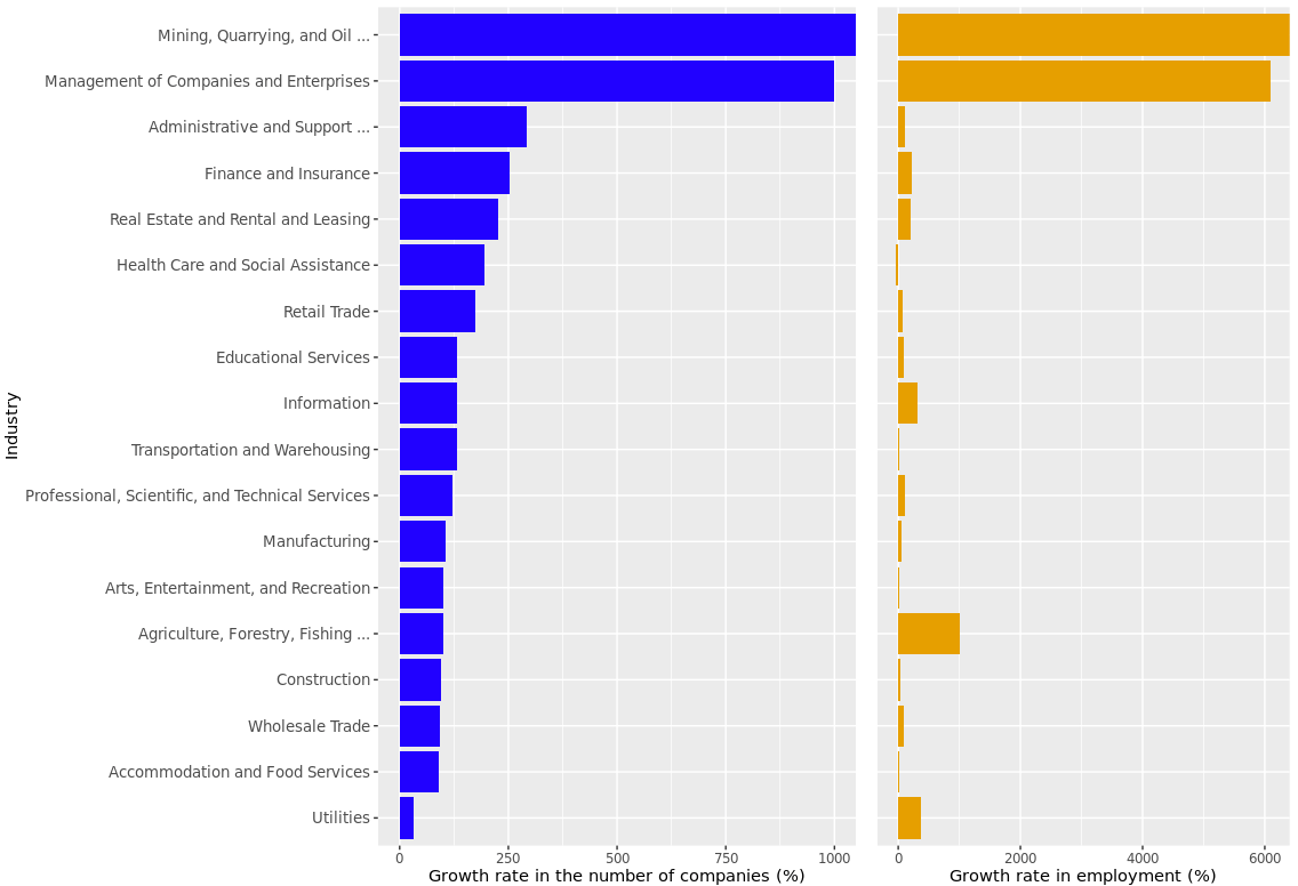 Mining, Quarrying, and Oil ...
Management of Companies and Enterprises
Administrative and Support ...
Finance and Insurance
Real Estate and Rental and Leasing
Health Care and Social Assistance
Retail Trade
Educational Services
Information
Transportation and Warehousing
Professional, Scientific, and Technical Services
Manufacturing
Arts, Entertainment, and Recreation
Agriculture, Forestry, Fishing ...
Construction
Wholesale Trade
Accommodation and Food Services
Utilities
Industry
0 250 500 750 1000
Growth rate in the number of companies (%)
0 2000 4000 6000
Growth rate in employment (%)